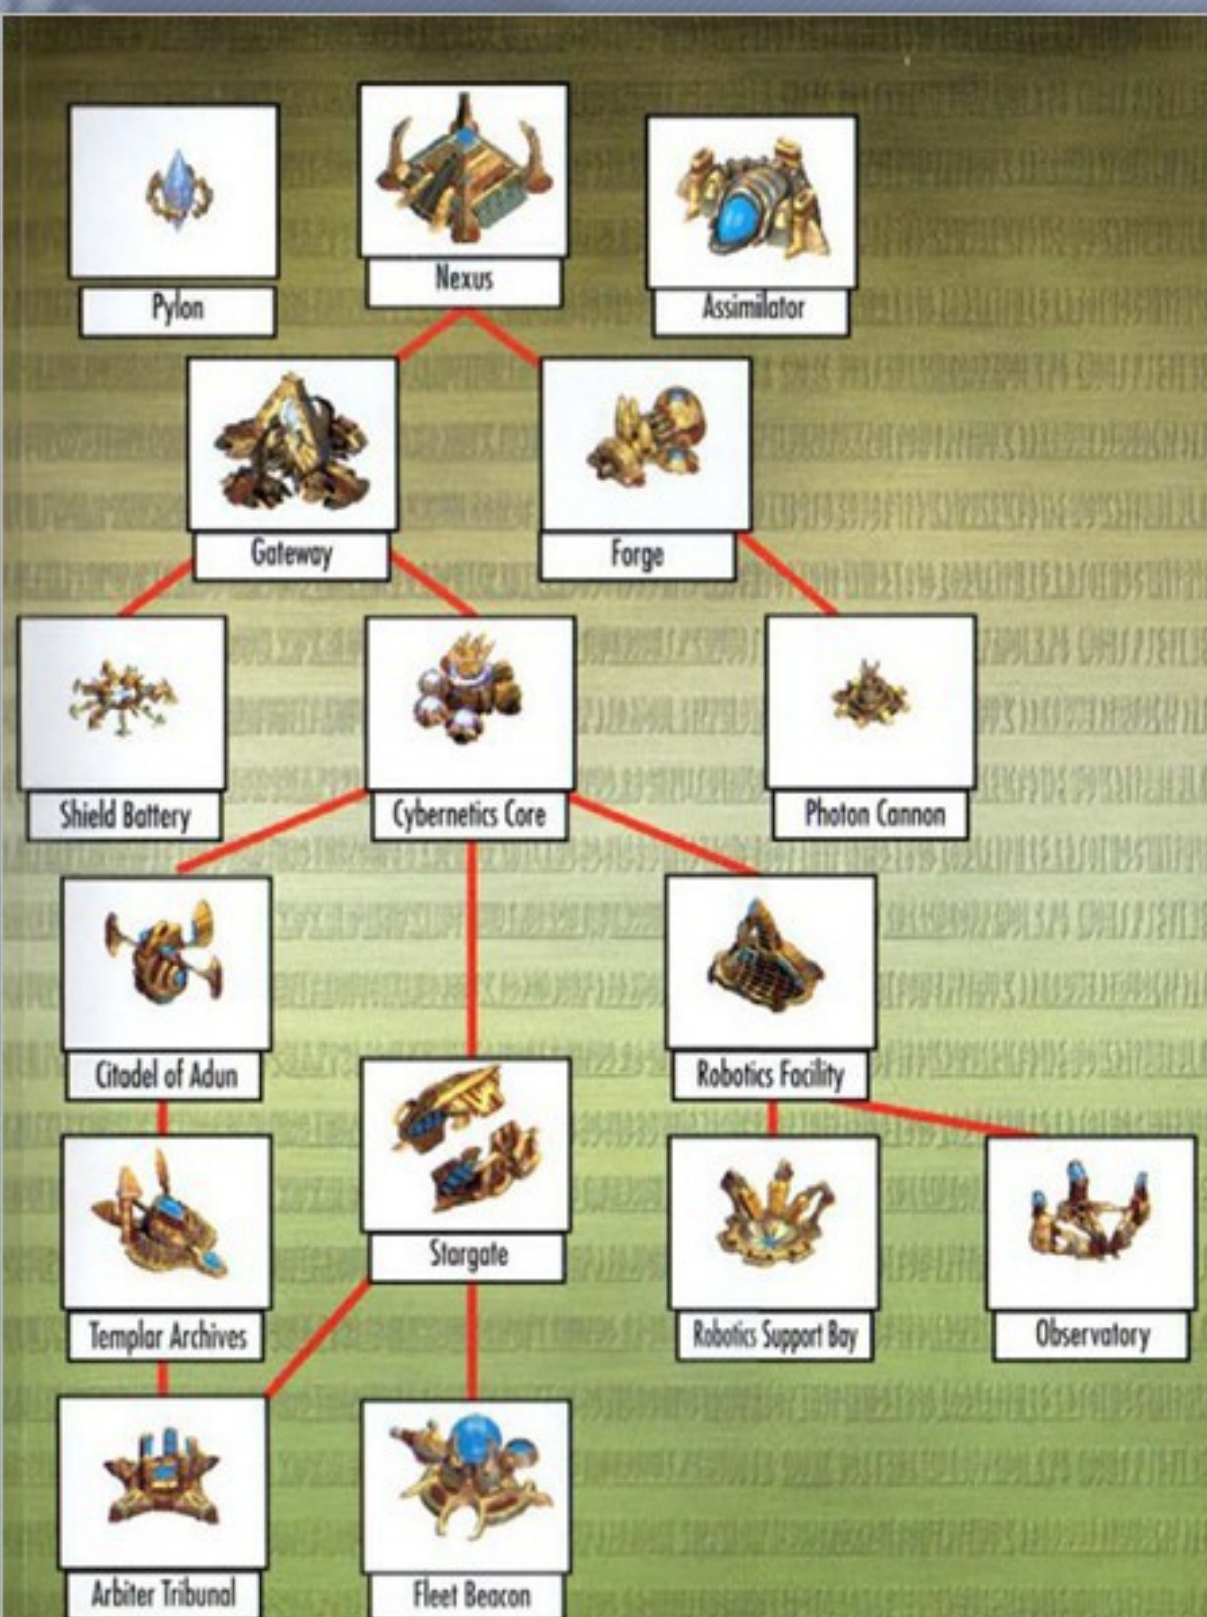 Pylon
Nexus
Assimilator
Gateway
Forge
Shield Battery
Cybernetics Core
Photon Cannon
Citadel of Adun
Robotics Facility
Stargate
Templar Archives
Robotics Support Bay
Observatory
Arbiter Tribunal
Fleet Beacon